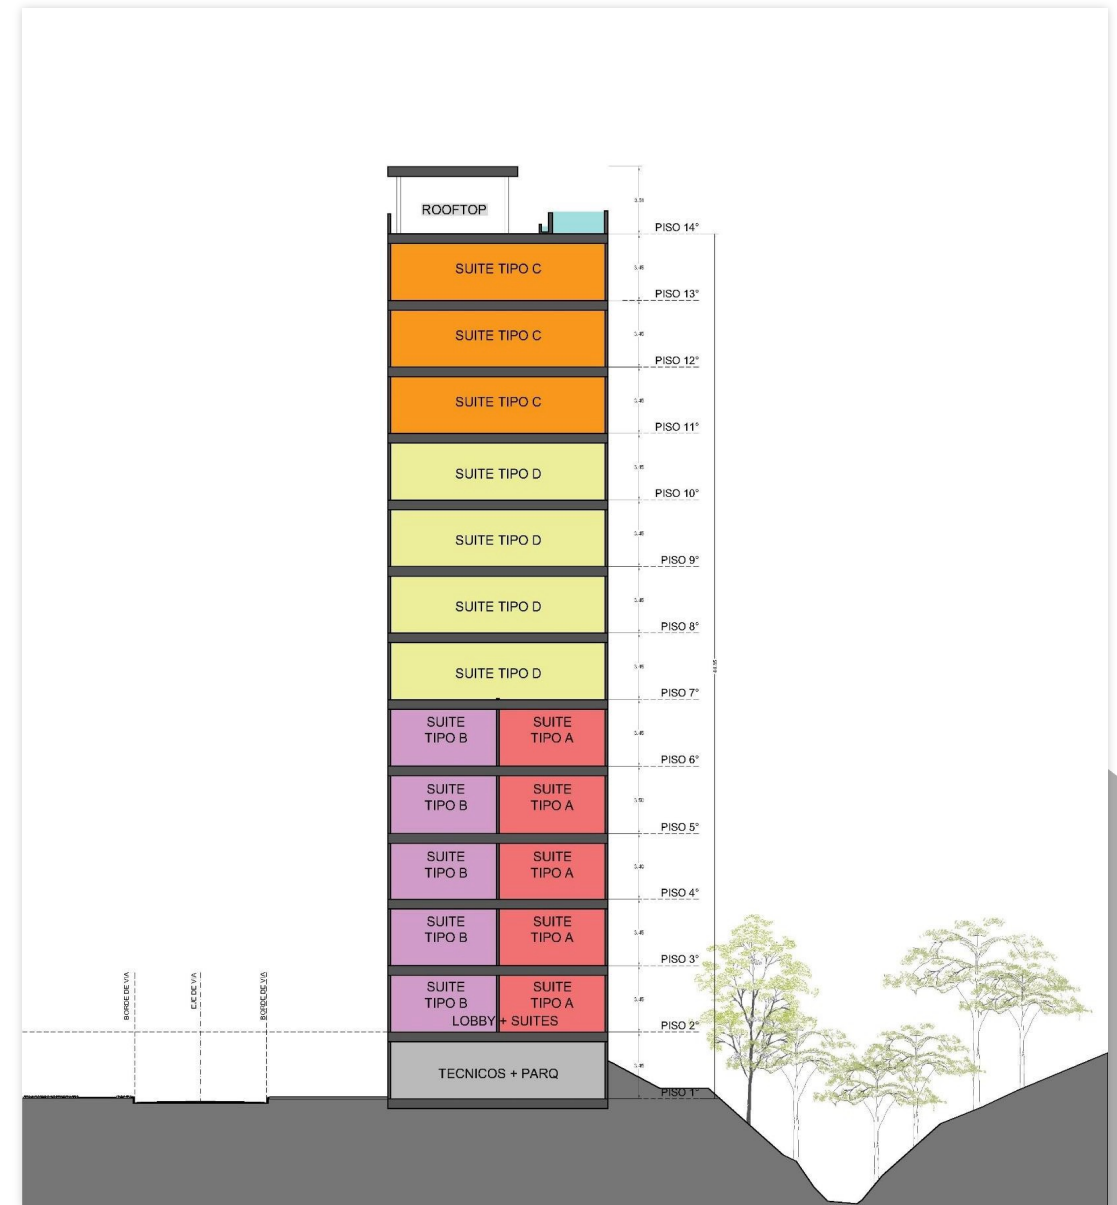 ROOFTOP
PISO 14°
SUITE TIPO C
PISO 13°
SUITE TIPO C
PISO 12°
SUITE TIPO C
PISO 11°
SUITE TIPO D
PISO 10°
SUITE TIPO D
PISO 9°
SUITE TIPO D
PISO 8°
SUITE TIPO D
PISO 7°
SUITE
TIPO B
SUITE
TIPO A
PISO 6°
SUITE
TIPO B
SUITE
TIPO A
PISO 5°
SUITE
TIPO B
SUITE
TIPO A
PISO 4°
SUITE
TIPO B
SUITE
TIPO A
PISO 3°
SUITE
TIPO B
SUITE
TIPO A
LOBBY + SUITES
PISO 2°
BORDE DE VIA
EJE DE VIA
BORDE DE VIA
TECNICOS + PARQ
PISO 1°